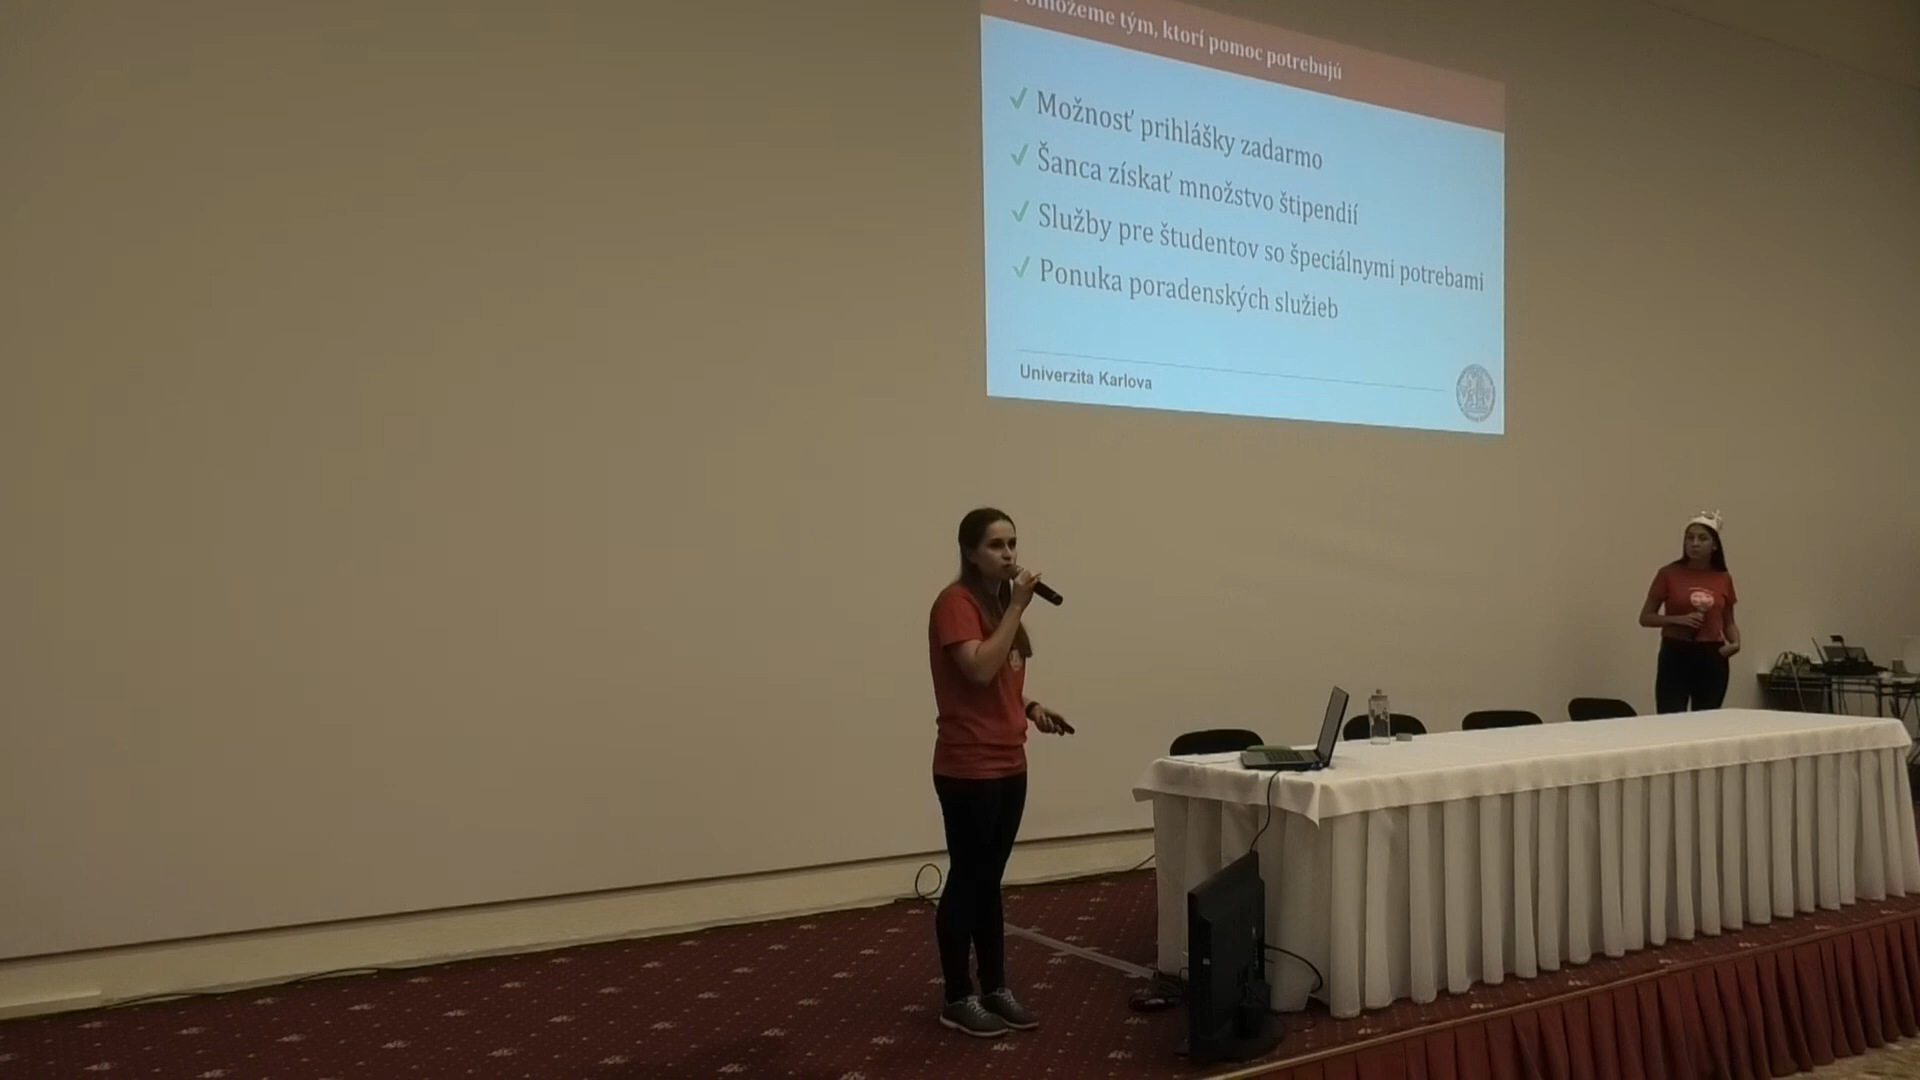 Pomôžeme tým, ktorí pomoc potrebujú
✓ Možnosť prihlášky zadarmo
✓ Šanca získať množstvo štipendií
✓ Služby pre študentov so špeciálnymi potrebami
✓ Ponuka poradenských služieb
Univerzita Karlova